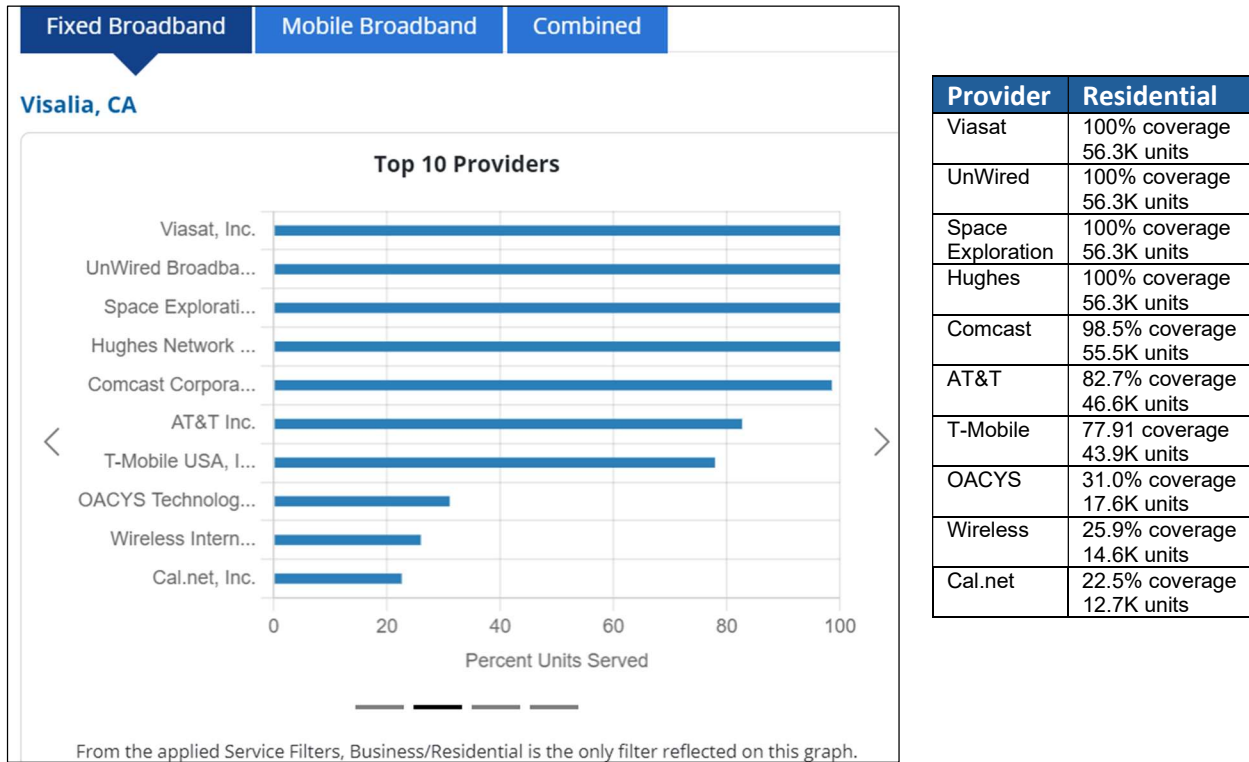 Fixed Broadband
Mobile Broadband
Combined
Visalia, CA
Top 10 Providers
Viasat, Inc.
UnWired Broadba...
Space Explorati...
Hughes Network ...
Comcast Corpora...
AT&T Inc.
T-Mobile USA, I...
OACYS Technolog...
Wireless Intern...
Cal.net, Inc.
0 20 40 60 80 100
Percent Units Served
From the applied Service Filters, Business/Residential is the only filter reflected on this graph.
Provider Residential
Viasat 100% coverage
56.3K units
UnWired 100% coverage
56.3K units
Space 100% coverage
Exploration 56.3K units
Hughes 100% coverage
56.3K units
Comcast 98.5% coverage
55.5K units
AT&T 82.7% coverage
46.6K units
T-Mobile 77.91 coverage
43.9K units
OACYS 31.0% coverage
17.6K units
Wireless 25.9% coverage
14.6K units
Cal.net 22.5% coverage
12.7K units